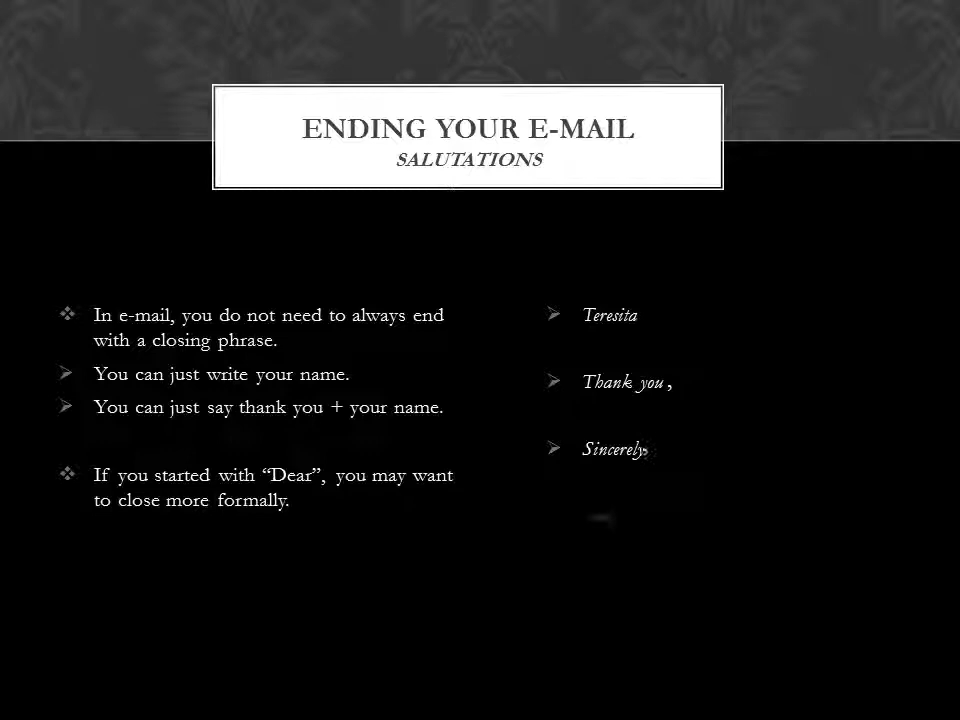 ENDING YOUR E-MAIL
SALUTATIONS
In e-mail, you do not need to always end
with a closing phrase.
You can just write your name.
You can just say thank you + your name.
If you started with “Dear”, you may want
to close more formally.
Teresita
Thank you ,
Sincerely,